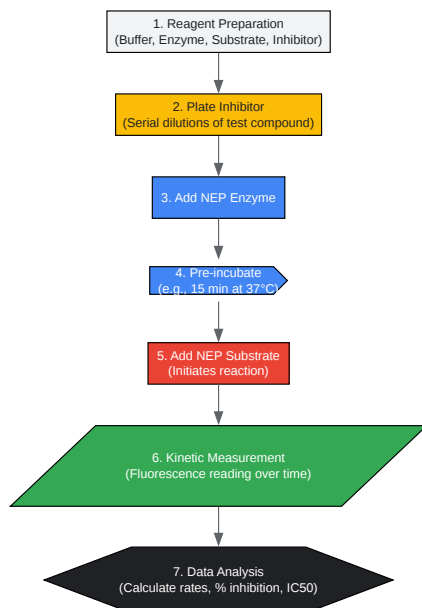 1. Reagent Preparation
(Buffer, Enzyme, Substrate, Inhibitor)
2. Plate Inhibitor
(Serial dilutions of test compound)
3. Add NEP Enzyme
4. Pre-incubate
(e.g., 15 min at 37°C)
5. Add NEP Substrate
(Initiates reaction)
6. Kinetic Measurement
(Fluorescence reading over time)
7. Data Analysis
(Calculate rates, % inhibition, IC50)